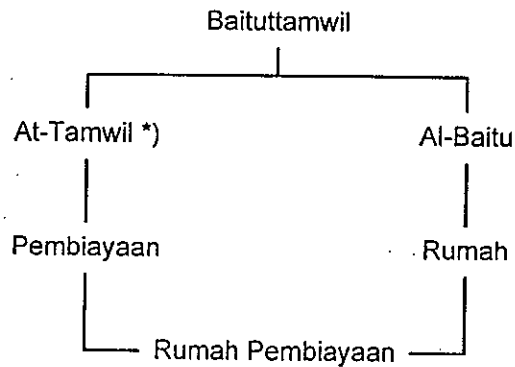 Baituttamwil
At-Tamwil *)
Al-Baitu
Pembiayaan
Rumah
Rumah Pembiayaan